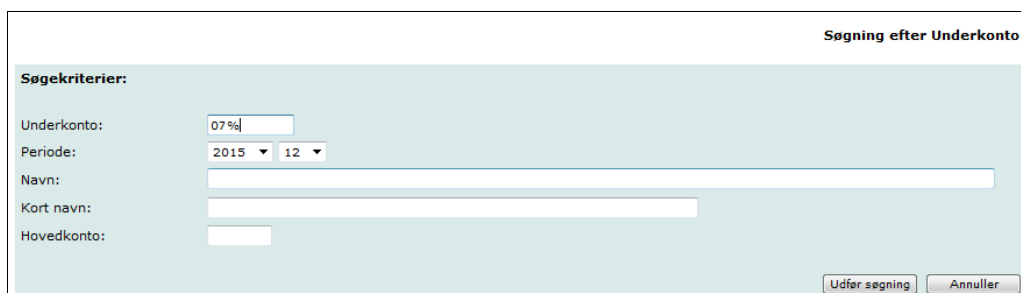 Søgning efter Underkonto
Søgekriterier:
Underkonto: 07%
Periode: 2015 12
Navn:
Kort navn:
Hovedkonto:
Udfør søgning Annuller